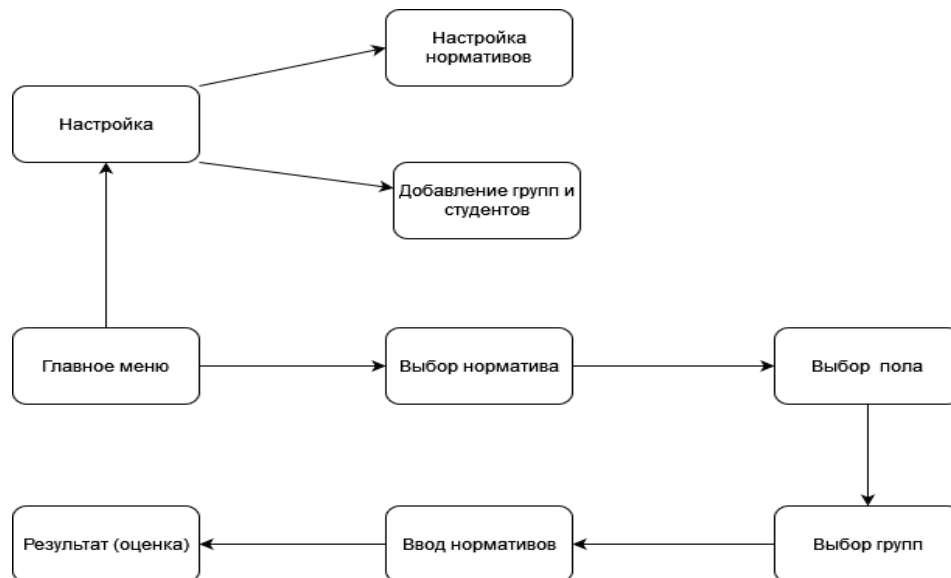 Настройка
нормативов
Настройка
Добавление групп и
студентов
Главное меню
Выбор норматива
Выбор пола
Результат (оценка)
Ввод нормативов
Выбор групп